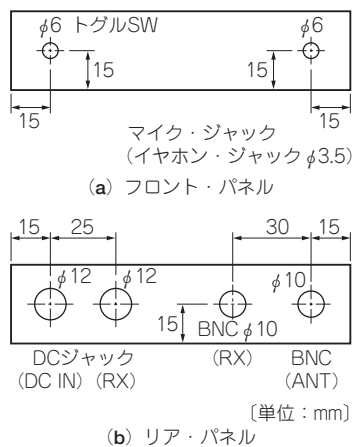 φ6 トグルSW
φ6
15
15
15
15
マイク・ジャック
(イヤホン・ジャック φ3.5)
(a) フロント・パネル
15
25
30
15
φ12
φ12
φ10
15
BNC φ10
DCジャック
(RX)
BNC
(DC IN) (RX)
(ANT)
〔単位：mm〕
(b) リア・パネル